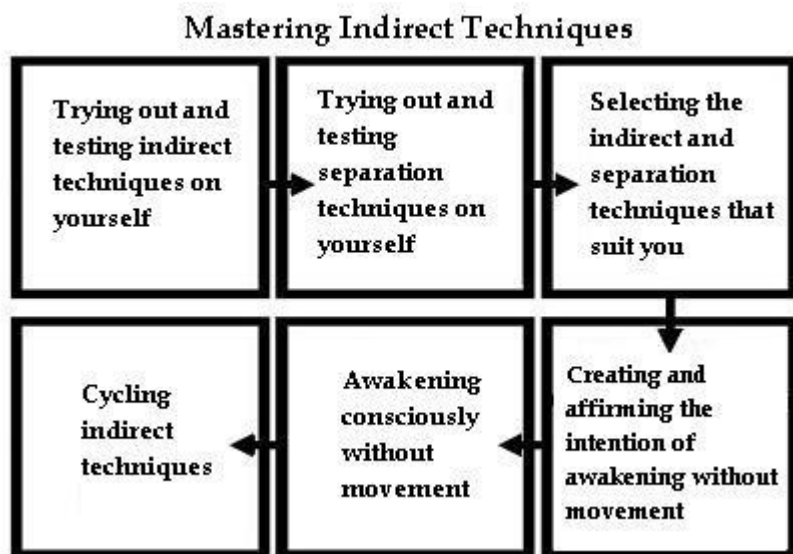 Mastering Indirect Techniques
Trying out and
testing indirect
techniques on
yourself
Trying out and
testing
separation
techniques on
yourself
Selecting the
indirect and
separation
techniques that
suit you
Creating and
affirming the
intention of
awakening without
movement
Awakening
consciously
without
movement
Cycling
indirect
techniques